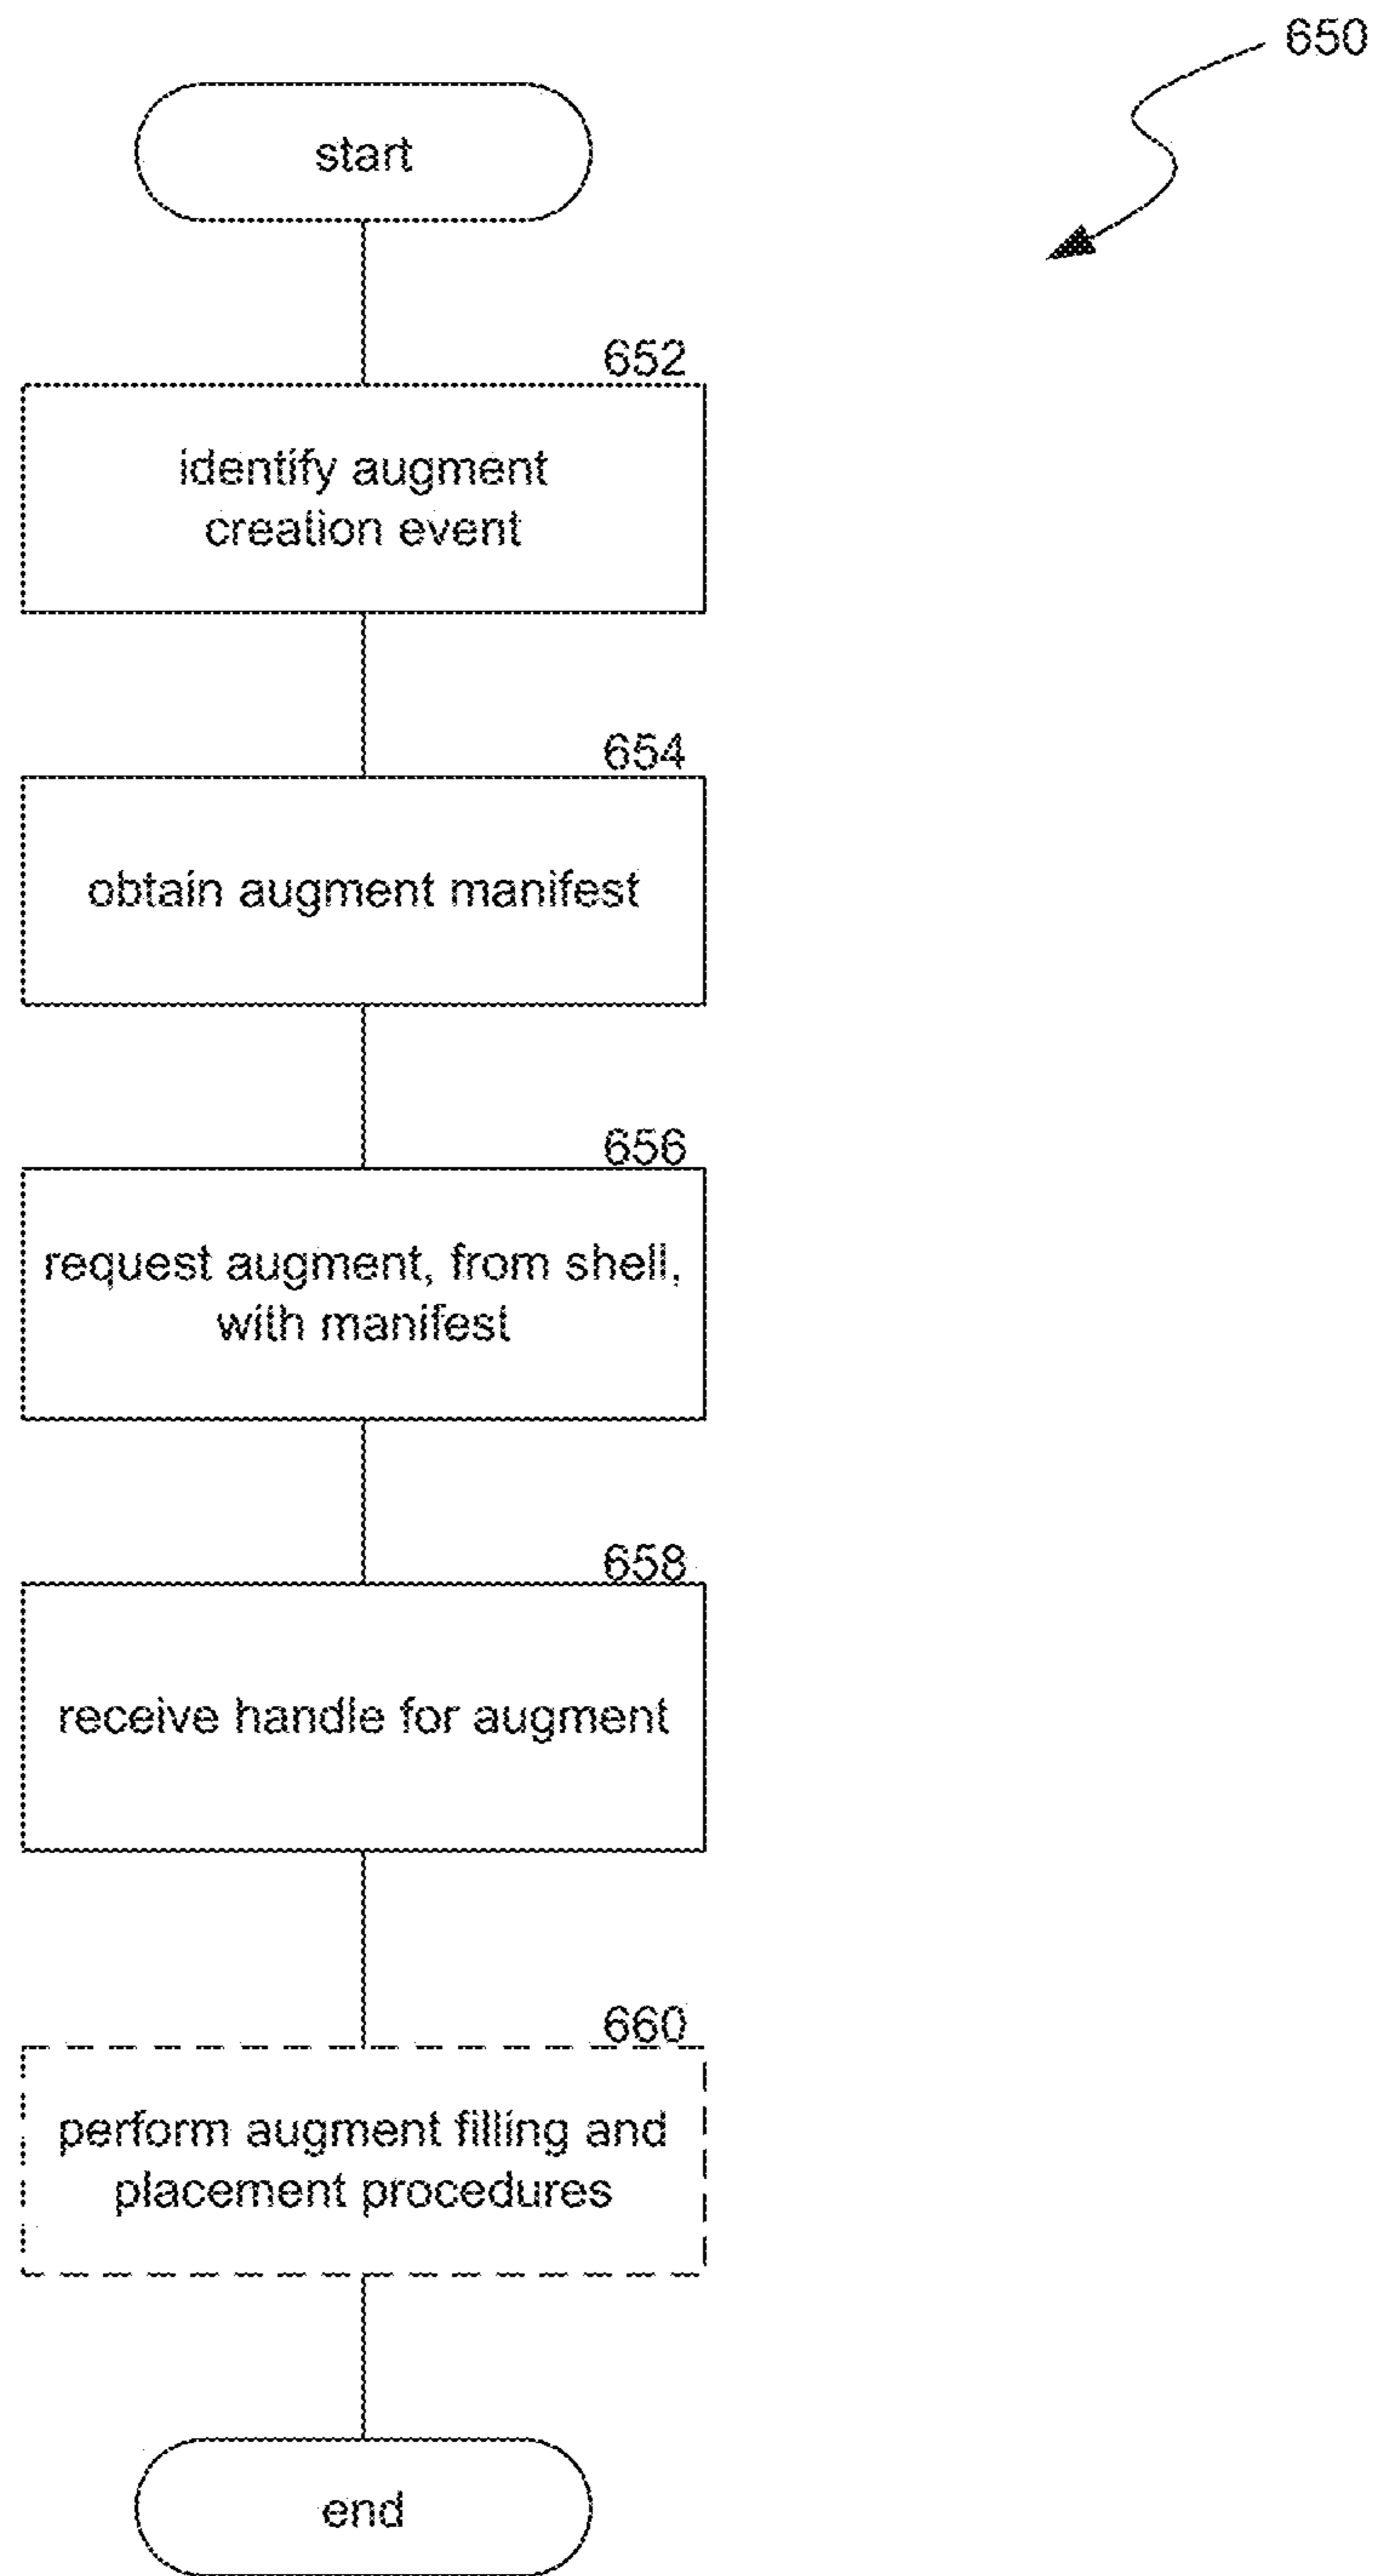 650
start
652
identify augment
creation event
654
obtain augment manifest
656
request augment, from shell,
with manifest
658
receive handle for augment
660
perform augment filling and
placement procedures
end